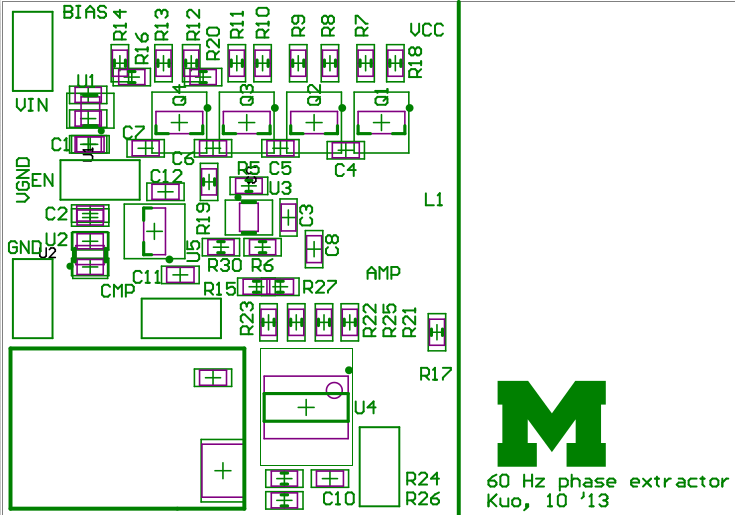 BIAS
R14
R16
R13
R12
R20
R11
R10
R9
R8
R7
VCC
R18
U1
VIN
Q4
Q3
Q2
Q1
C7
C1
C6
C5
C4
VGND
EN
C12
R5
U3
L1
C2
R19
C3
U2
GND
U2
U5
C8
R30
R6
AMP
C11
CMP
R15
R27
R23
R22
R25
R21
R17
U4
M
R24
C10
R26
60 Hz phase extractor
Kuo, 10 '13